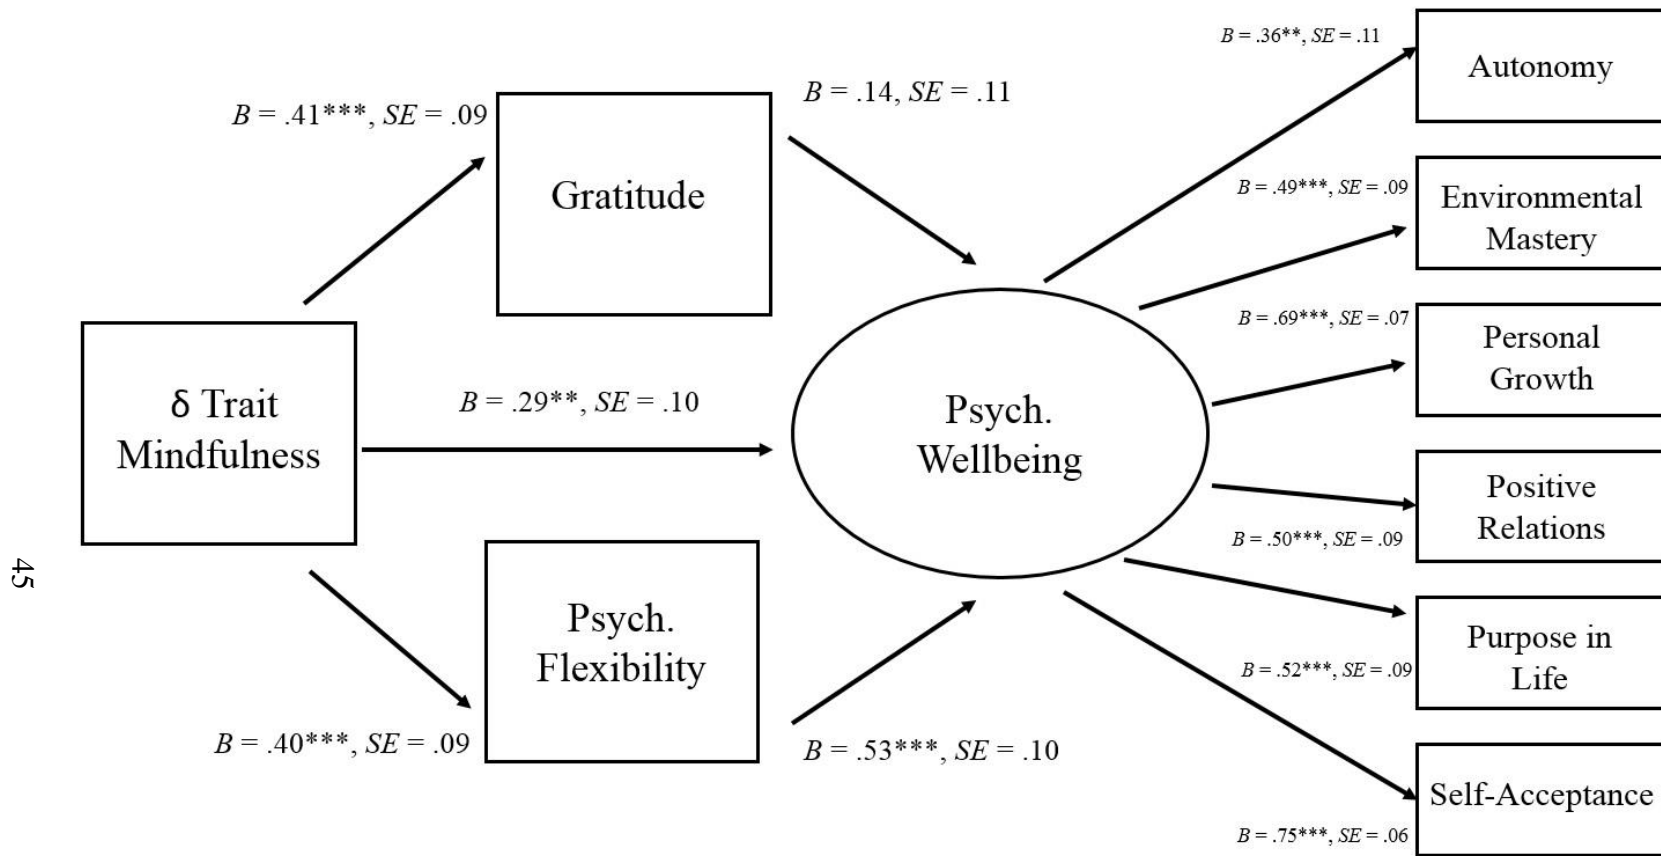 B = .36**, SE = .11
Autonomy
B = .41***, SE = .09
B = .14, SE = .11
Gratitude
B = .49***, SE = .09
Environmental
Mastery
B = .69***, SE = .07
Personal
Growth
δ Trait
Mindfulness
B = .29**, SE = .10
Psych.
Wellbeing
Positive
Relations
B = .50***, SE = .09
45
Psych.
Flexibility
B = .40***, SE = .09
B = .53***, SE = .10
Purpose in
Life
B = .52***, SE = .09
Self-Acceptance
B = .75***, SE = .06